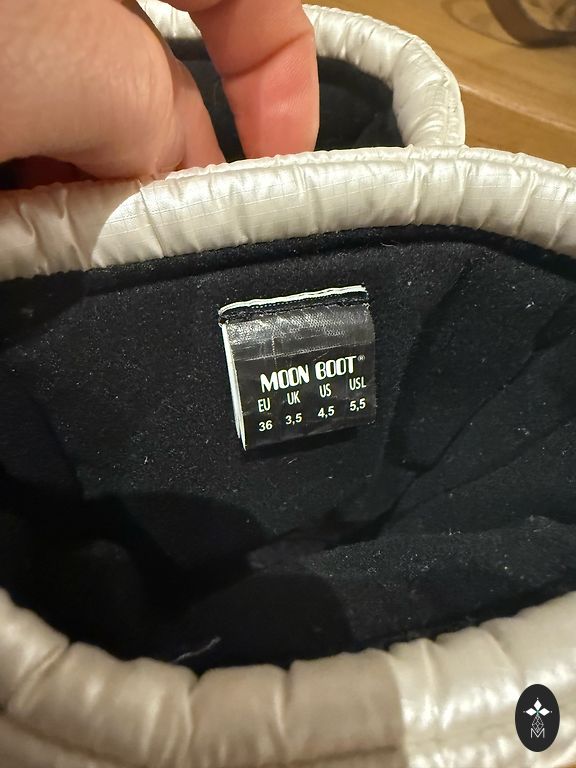 MOON BOOT®
EU UK US USL
36 3,5 4,5 5,5
M